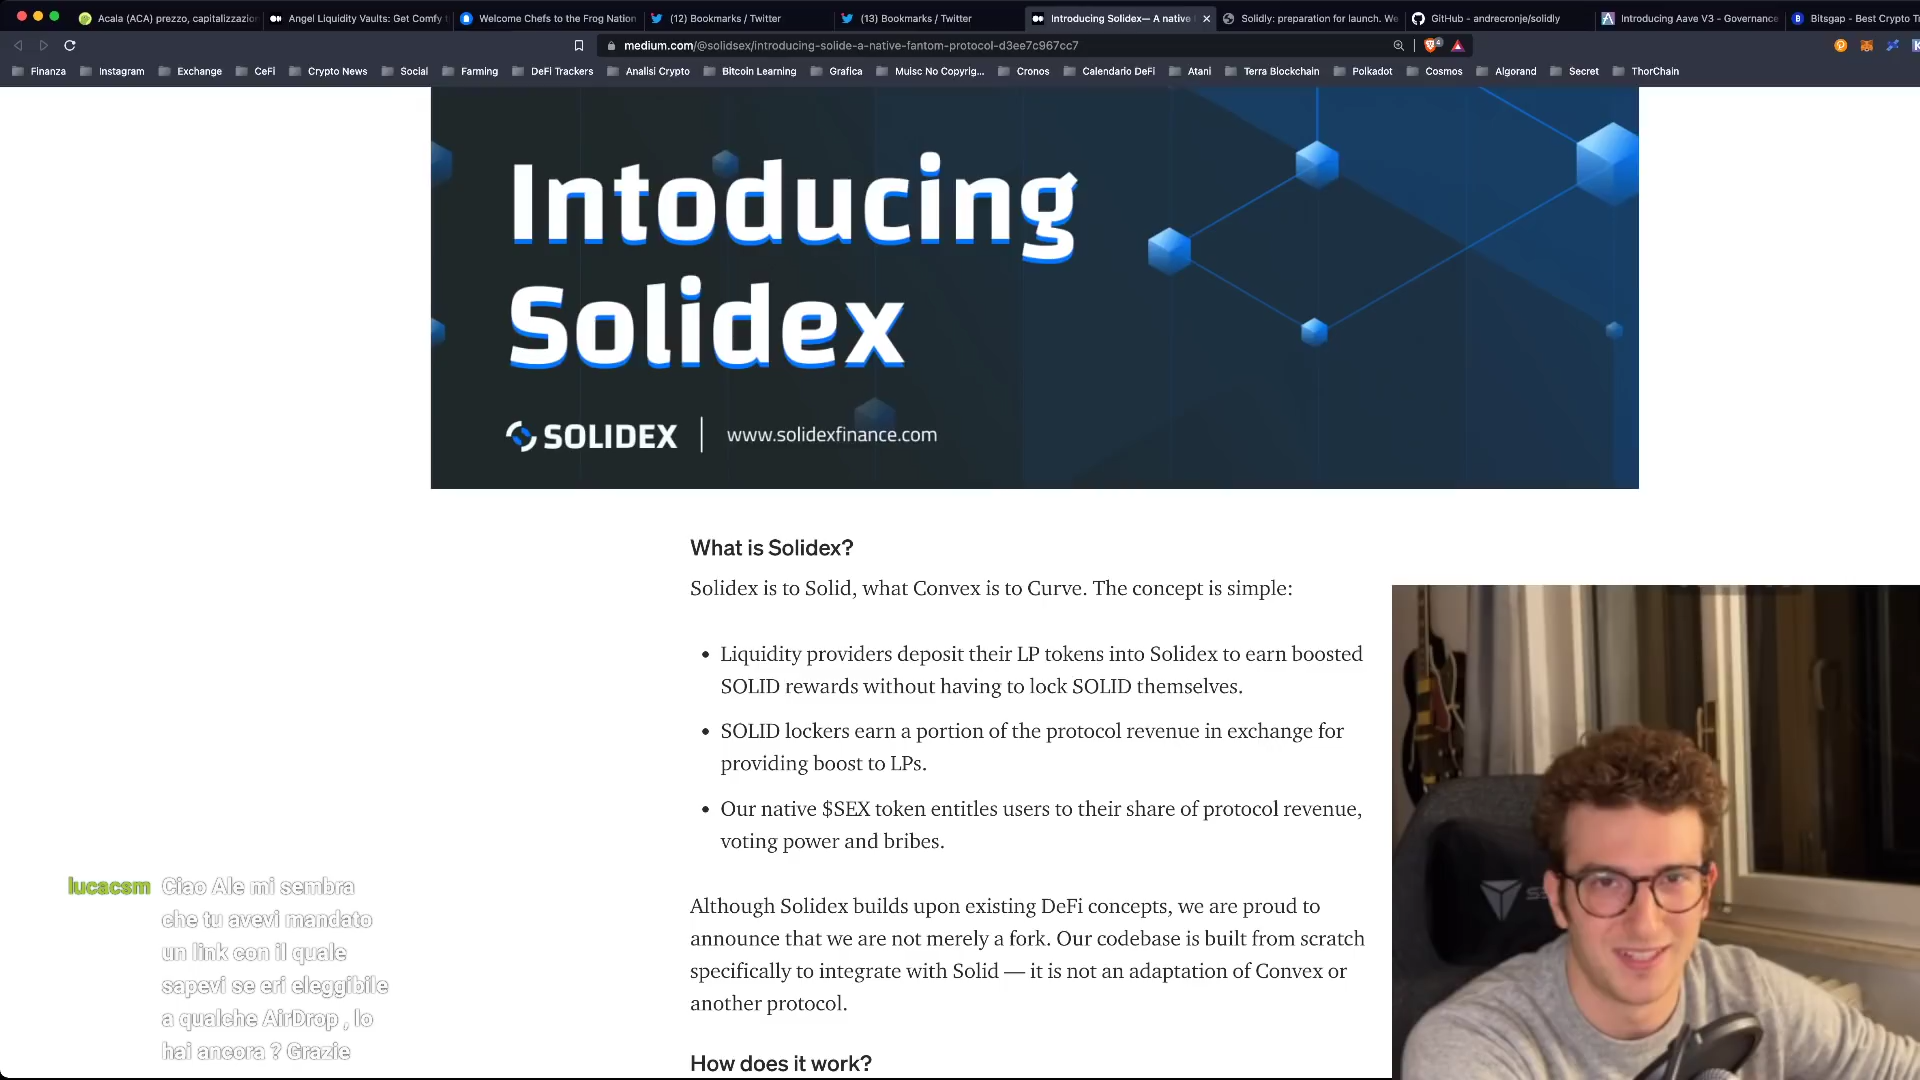 Acala (ACA) prezzo, capitalizzazio
Angel Liquidity Vaults: Get Comfy
Welcome Chefs to the Frog Nation
(12) Bookmarks / Twitter
(13) Bookmarks / Twitter
Introducing Solidex— A native
Solidly: preparation for launch. We
GitHub - andrecronje/solidly
Introducing Aave V3 - Governance
Bitsgap - Best Crypto Tr
medium.com/@solidsex/introducing-solide-a-native-fantom-protocol-d3ee7c967cc7
Finanza
Instagram
Exchange
CeFi
Crypto News
Social
Farming
DeFi Trackers
Analisi Crypto
Bitcoin Learning
Grafica
Muisc No Copyrig...
Cronos
Calendario DeFi
Atani
Terra Blockchain
Polkadot
Cosmos
Algorand
Secret
ThorChain
Intoducing
Solidex
SOLIDEX | www.solidexfinance.com
What is Solidex?
Solidex is to Solid, what Convex is to Curve. The concept is simple:
• Liquidity providers deposit their LP tokens into Solidex to earn boosted
SOLID rewards without having to lock SOLID themselves.
• SOLID lockers earn a portion of the protocol revenue in exchange for
providing boost to LPs.
• Our native $SEX token entitles users to their share of protocol revenue,
voting power and bribes.
Although Solidex builds upon existing DeFi concepts, we are proud to
announce that we are not merely a fork. Our codebase is built from scratch
specifically to integrate with Solid — it is not an adaptation of Convex or
another protocol.
How does it work?
lucacsm Ciao Ale mi sembra
che tu avevi mandato
un link con il quale
sapevi se eri eleggibile
a qualche AirDrop , lo
hai ancora ? Grazie